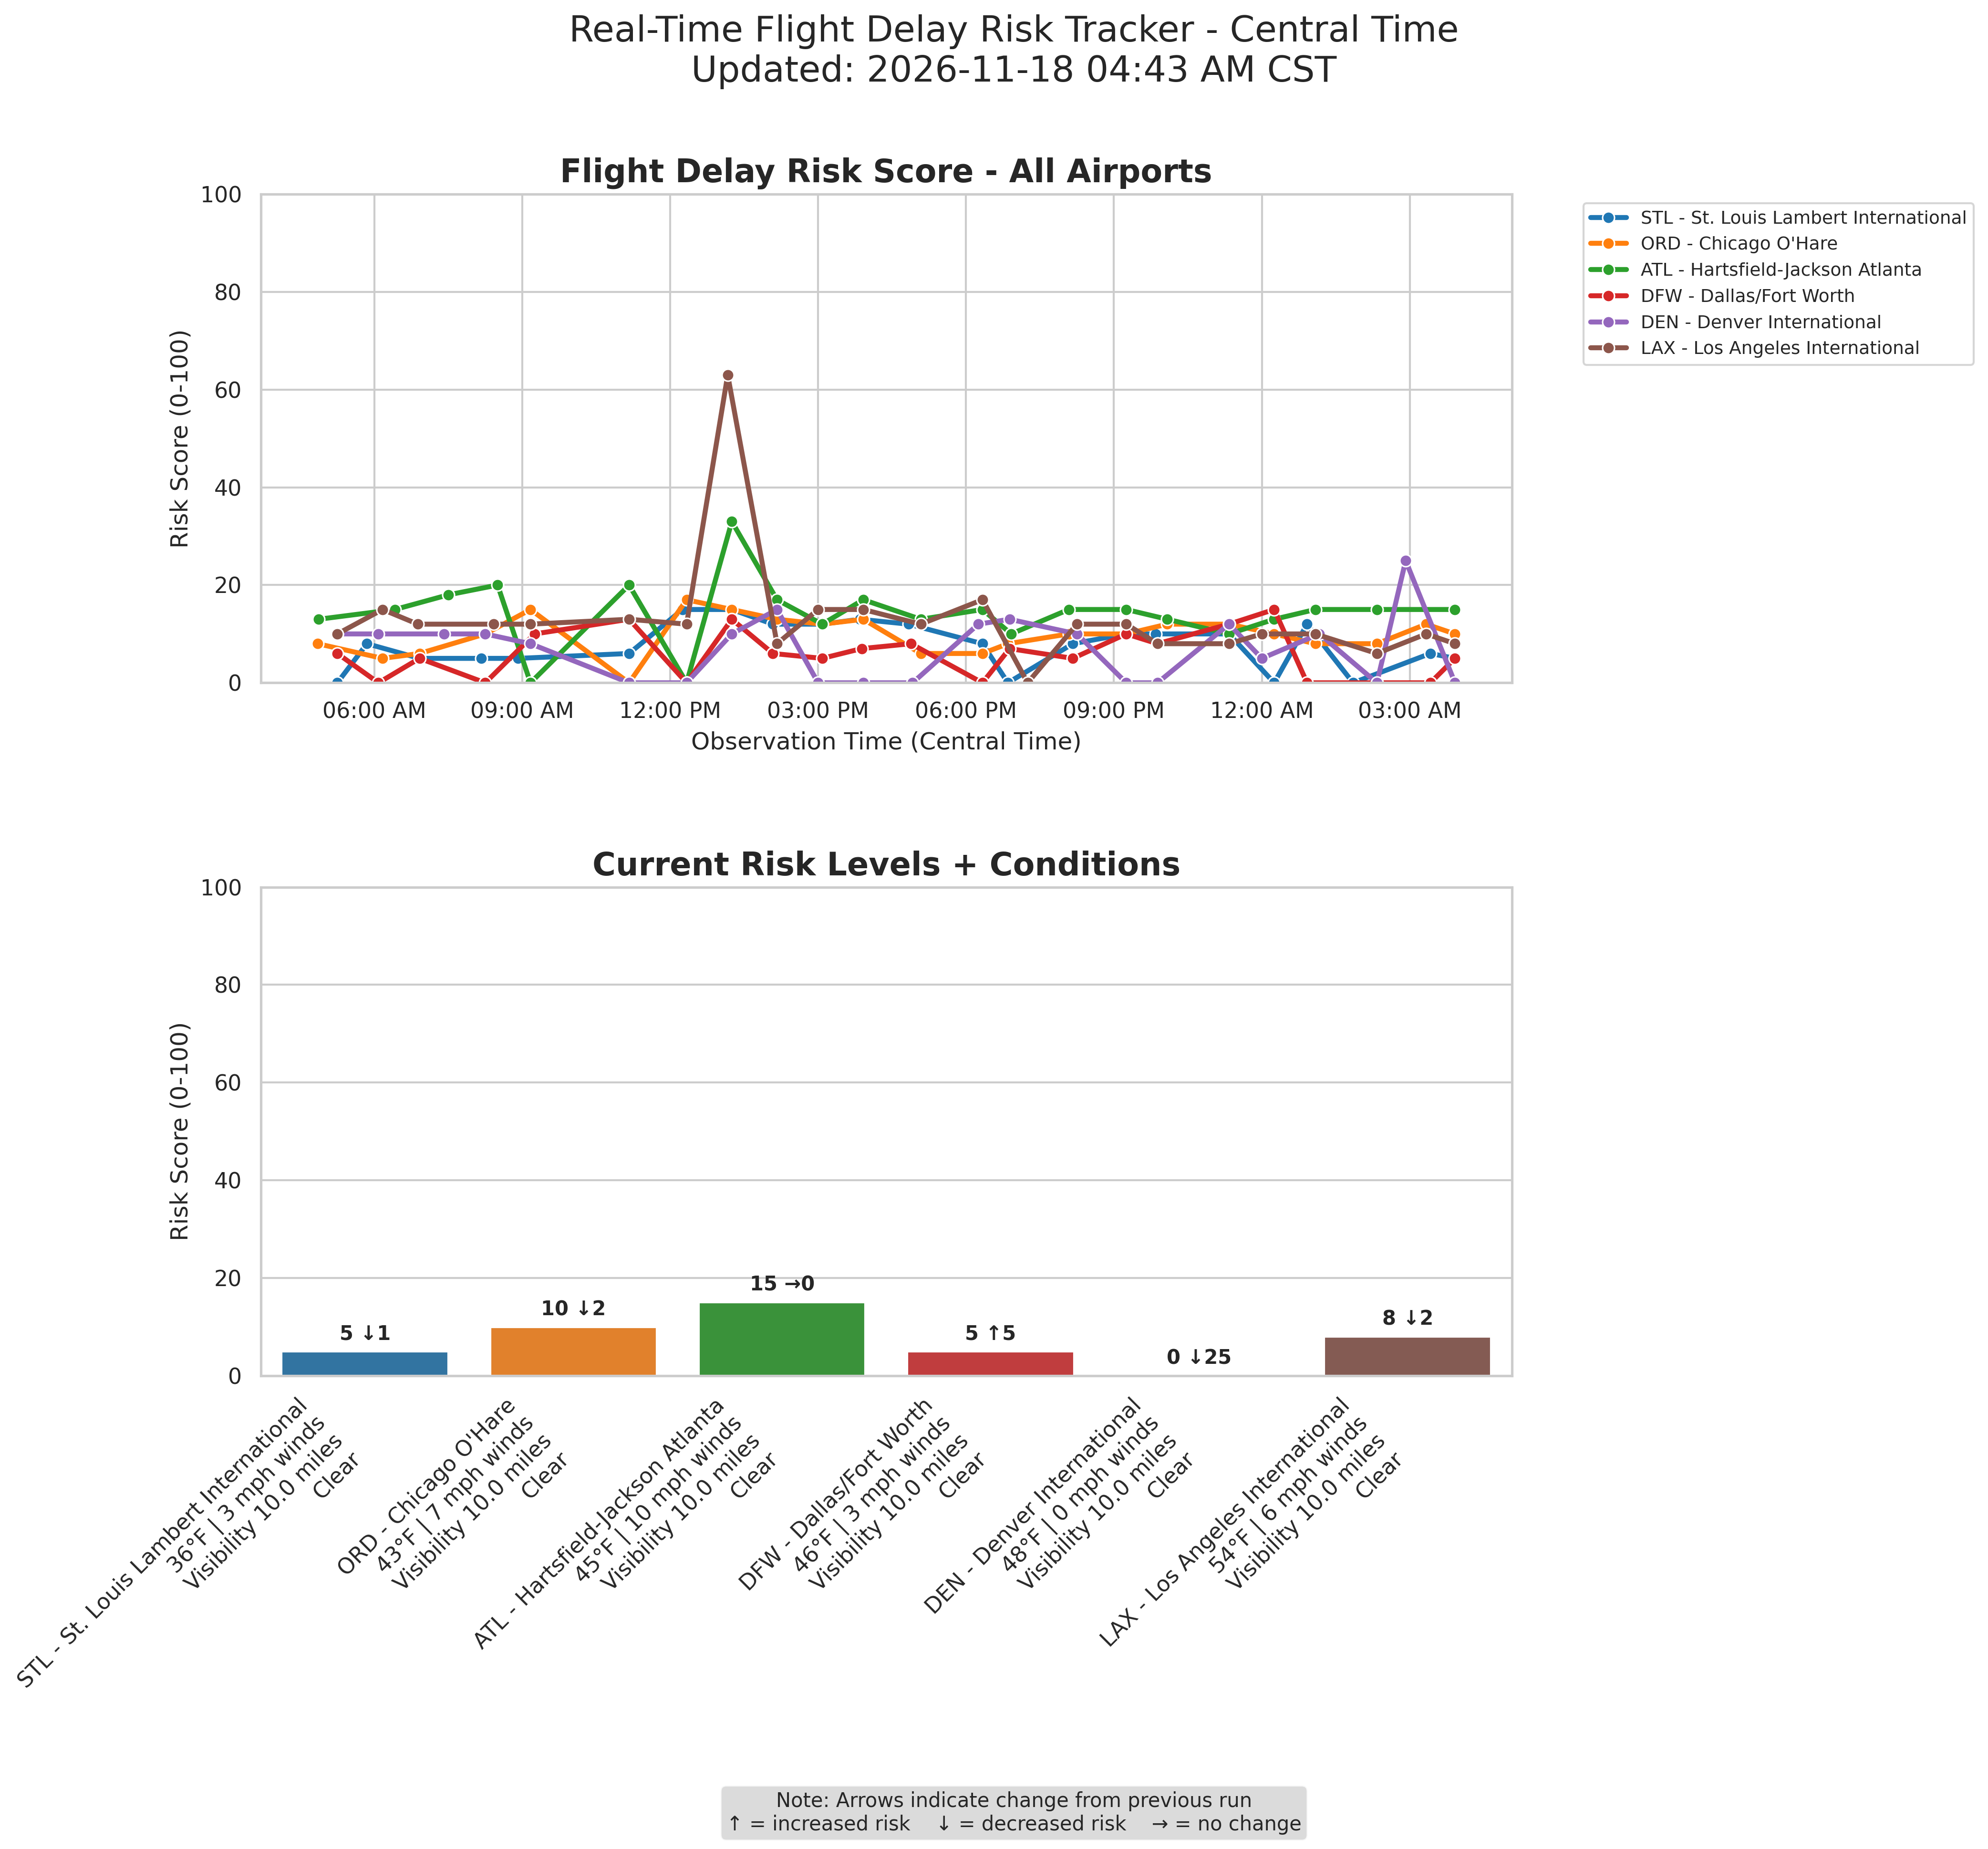 Real-Time Flight Delay Risk Tracker - Central Time
Updated: 2026-11-18 04:43 AM CST
Flight Delay Risk Score - All Airports
100
80
60
40
20
0
Risk Score (0-100)
06:00 AM
09:00 AM
12:00 PM
03:00 PM
06:00 PM
09:00 PM
12:00 AM
03:00 AM
Observation Time (Central Time)
STL - St. Louis Lambert International
ORD - Chicago O'Hare
ATL - Hartsfield-Jackson Atlanta
DFW - Dallas/Fort Worth
DEN - Denver International
LAX - Los Angeles International
Current Risk Levels + Conditions
100
80
60
40
20
0
Risk Score (0-100)
5 ↓1
10 ↓2
15 →0
5 ↑5
0 ↓25
8 ↓2
STL - St. Louis Lambert International
36°F | 3 mph winds
Visibility 10.0 miles
Clear
ORD - Chicago O'Hare
43°F | 7 mph winds
Visibility 10.0 miles
Clear
ATL - Hartsfield-Jackson Atlanta
45°F | 10 mph winds
Visibility 10.0 miles
Clear
DFW - Dallas/Fort Worth
46°F | 3 mph winds
Visibility 10.0 miles
Clear
DEN - Denver International
48°F | 0 mph winds
Visibility 10.0 miles
Clear
LAX - Los Angeles International
54°F | 6 mph winds
Visibility 10.0 miles
Clear
Note: Arrows indicate change from previous run
↑ = increased risk ↓ = decreased risk → = no change